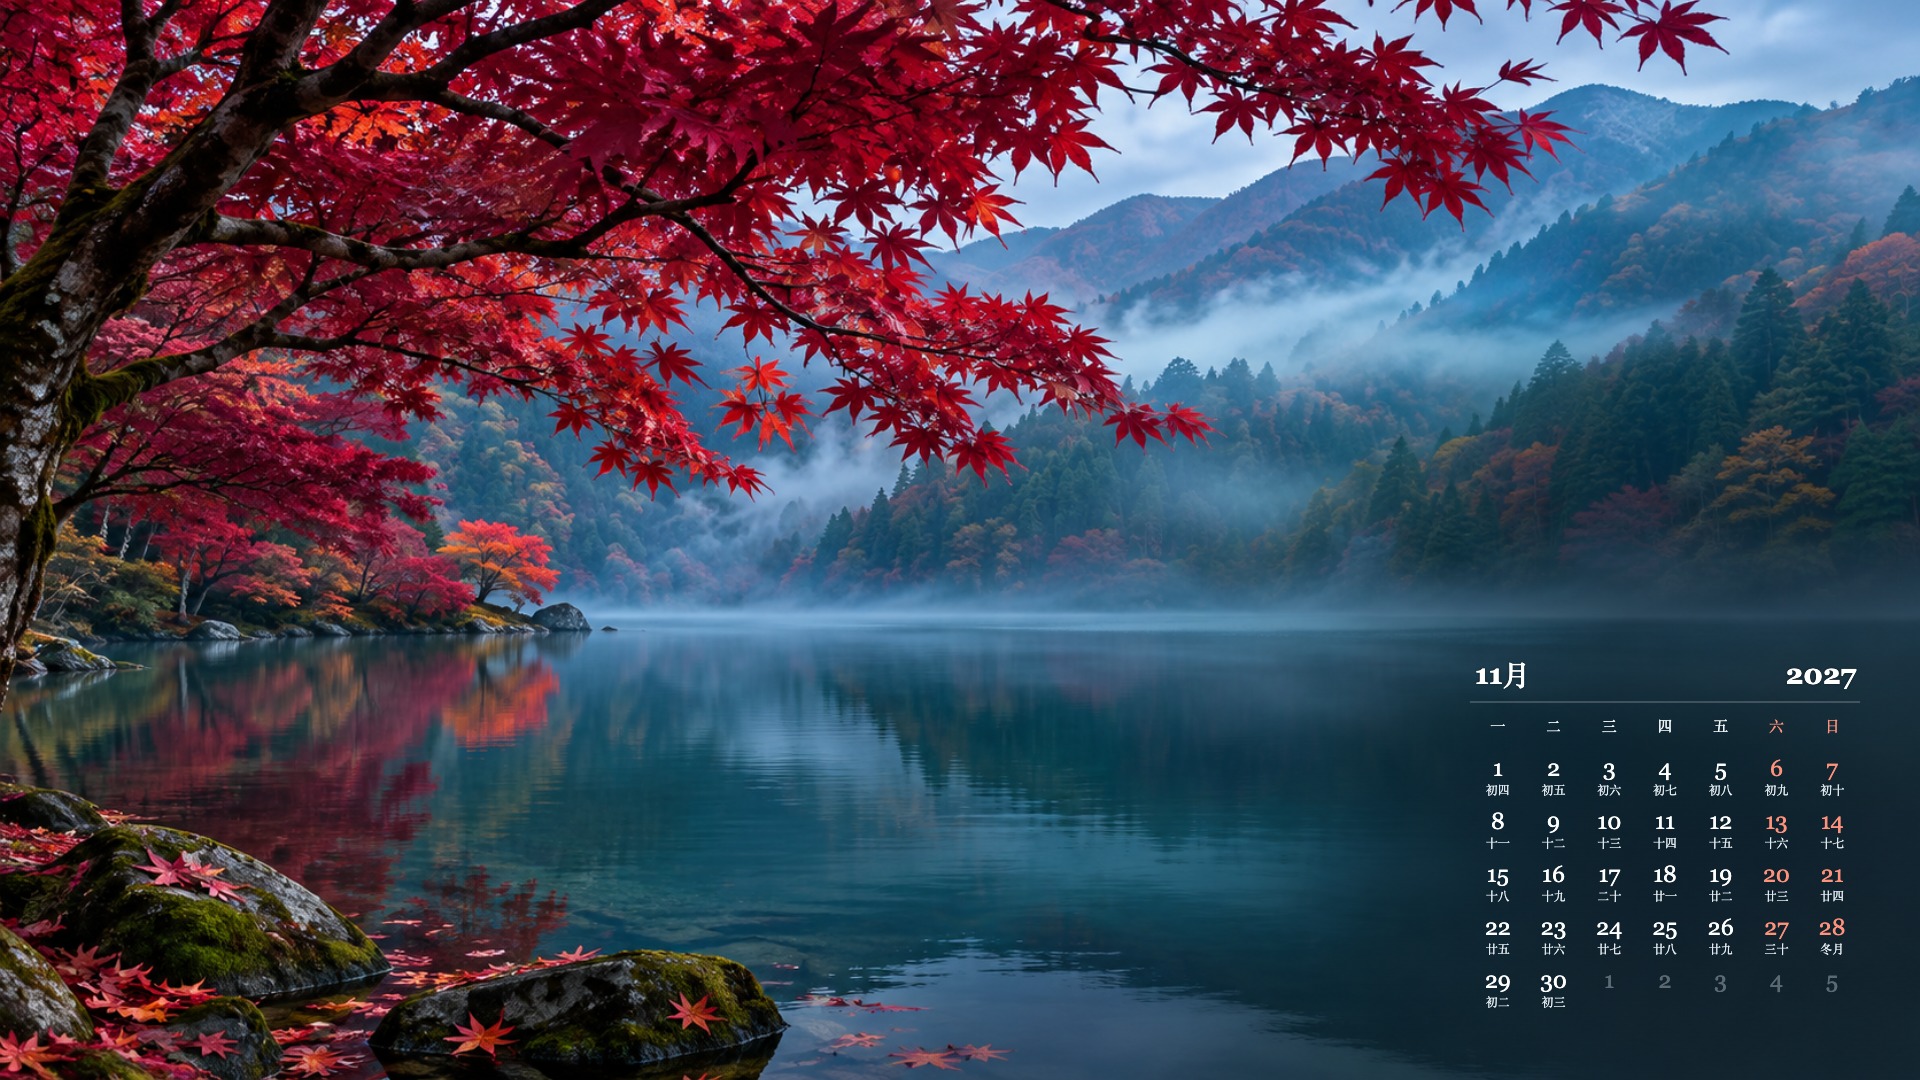 11月 2027
一 二 三 四 五 六 日
1 2 3 4 5 6 7
初四 初五 初六 初七 初八 初九 初十
8 9 10 11 12 13 14
十一 十二 十三 十四 十五 十六 十七
15 16 17 18 19 20 21
十八 十九 二十 廿一 廿二 廿三 廿四
22 23 24 25 26 27 28
廿五 廿六 廿七 廿八 廿九 三十 冬月
29 30 1 2 3 4 5
初二 初三